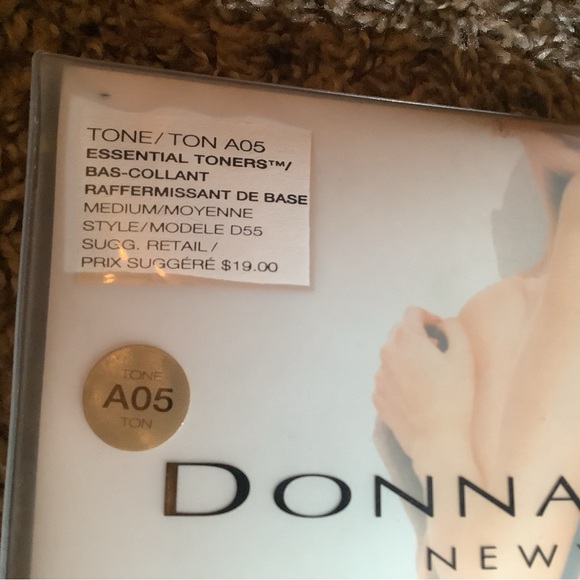 TONE/TON A05
ESSENTIAL TONERS™/
BAS-COLLANT
RAFFERMISSANT DE BASE
MEDIUM/MOYENNE
STYLE/MODELE D55
SUGG. RETAIL /
PRIX SUGGÉRÉ $19.00
TONE
A05
TON
DONNA
NEW